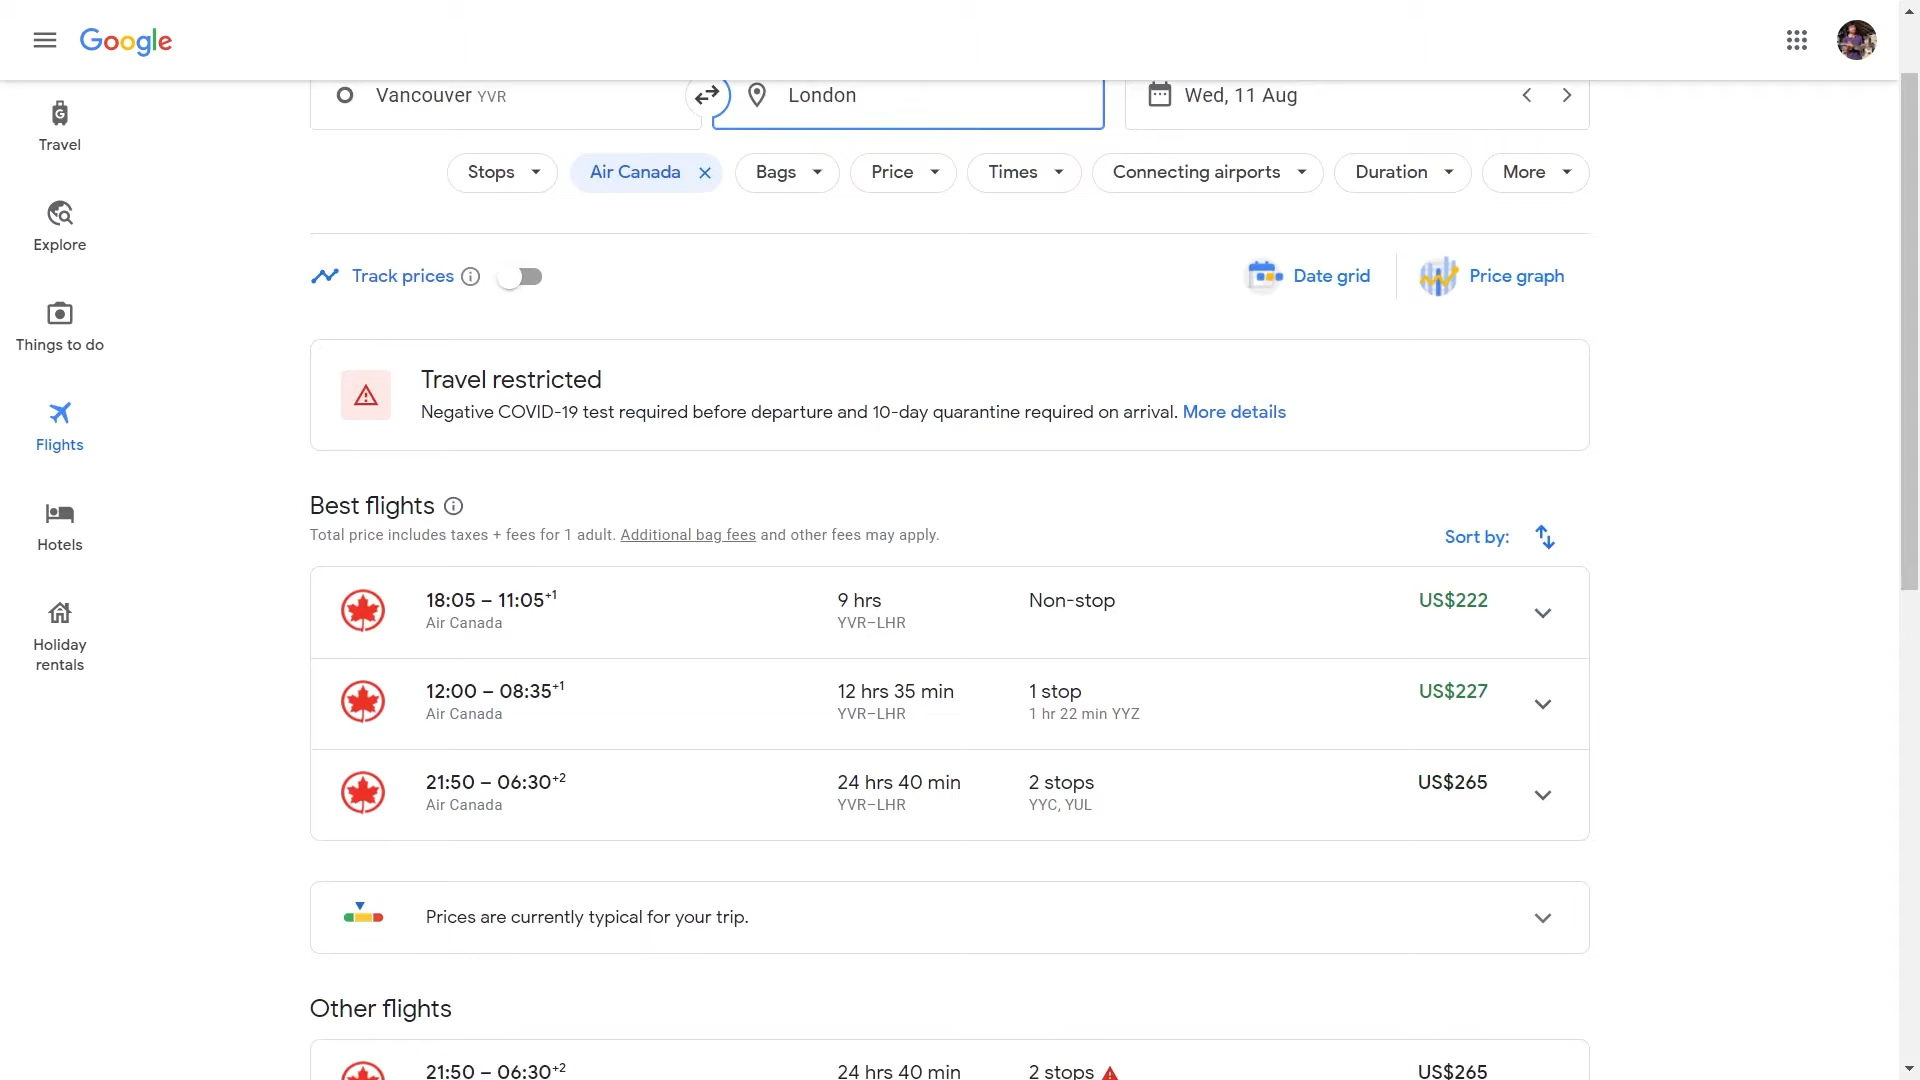 Google
Vancouver YVR
London
Wed, 11 Aug
Travel
Explore
Things to do
Flights
Hotels
Holiday
rentals
Stops
Air Canada
Bags
Price
Times
Connecting airports
Duration
More
Track prices
Date grid
Price graph
Travel restricted
Negative COVID-19 test required before departure and 10-day quarantine required on arrival. More details
Best flights
Total price includes taxes + fees for 1 adult. Additional bag fees and other fees may apply.
Sort by:
18:05 – 11:05+1 9 hrs Non-stop US$222
Air Canada YVR–LHR
12:00 – 08:35+1 12 hrs 35 min 1 stop US$227
Air Canada YVR–LHR 1 hr 22 min YYZ
21:50 – 06:30+2 24 hrs 40 min 2 stops US$265
Air Canada YVR–LHR YYC, YUL
Prices are currently typical for your trip.
Other flights
21:50 – 06:30+2 24 hrs 40 min 2 stops US$265